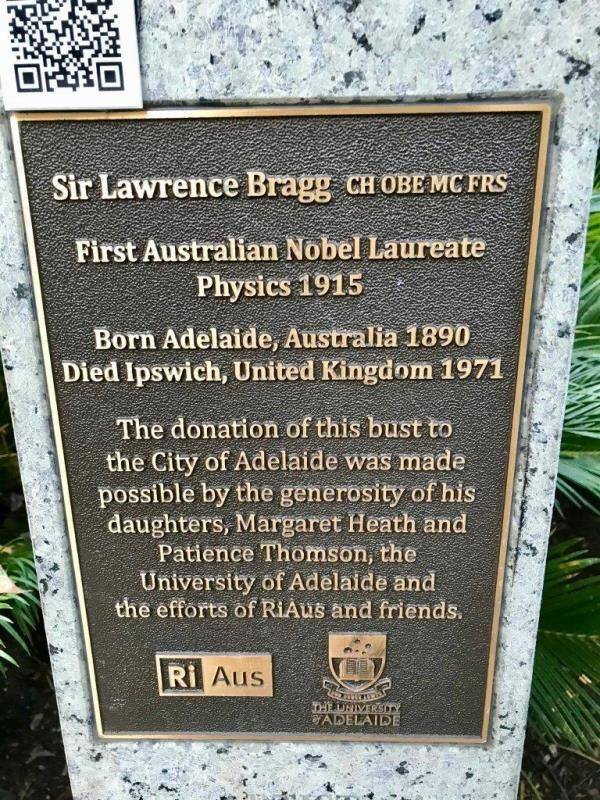 Sir Lawrence Bragg CH OBE MC FRS
First Australian Nobel Laureate
Physics 1915
Born Adelaide, Australia 1890
Died Ipswich, United Kingdom 1971
The donation of this bust to
the City of Adelaide was made
possible by the generosity of his
daughters, Margaret Heath and
Patience Thomson, the
University of Adelaide and
the efforts of RiAus and friends.
Ri Aus
THE UNIVERSITY
of ADELAIDE